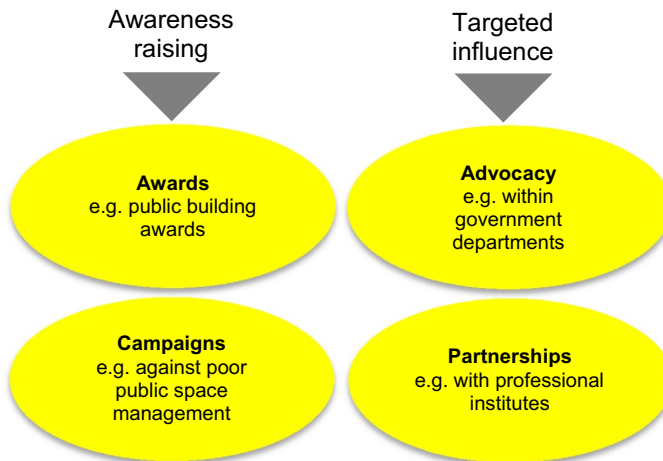 Awareness
raising
Targeted
influence
Awards
e.g. public building
awards
Advocacy
e.g. within
government
departments
Campaigns
e.g. against poor
public space
management
Partnerships
e.g. with professional
institutes